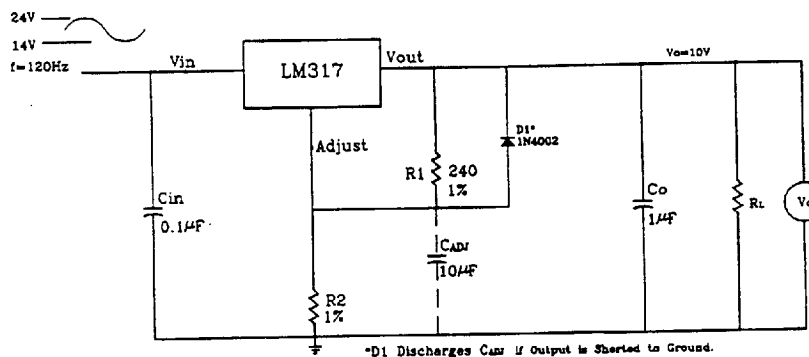 24V
14V
f=120Hz
Vin
LM317
Vout
Vo=10V
Adjust
D1*
1N4002
R1
240
1%
Cin
0.1μF
CADJ
10μF
Co
1μF
RL
R2
1%
*D1 Discharges CADJ if Output is Shorted to Ground.